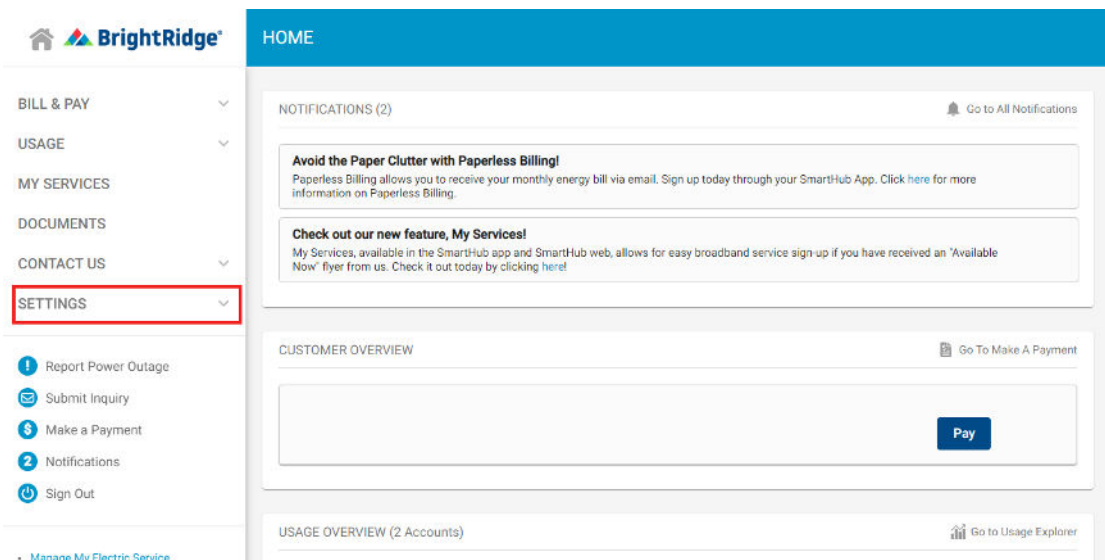 BrightRidge®
HOME
BILL & PAY
USAGE
MY SERVICES
DOCUMENTS
CONTACT US
SETTINGS
Report Power Outage
Submit Inquiry
$ Make a Payment
2 Notifications
Sign Out
• Manage My Electric Service
NOTIFICATIONS (2)
Go to All Notifications
Avoid the Paper Clutter with Paperless Billing!
Paperless Billing allows you to receive your monthly energy bill via email. Sign up today through your SmartHub App. Click here for more
information on Paperless Billing.
Check out our new feature, My Services!
My Services, available in the SmartHub app and SmartHub web, allows for easy broadband service sign-up if you have received an "Available
Now" flyer from us. Check it out today by clicking here!
CUSTOMER OVERVIEW
Go To Make A Payment
Pay
USAGE OVERVIEW (2 Accounts)
Go to Usage Explorer